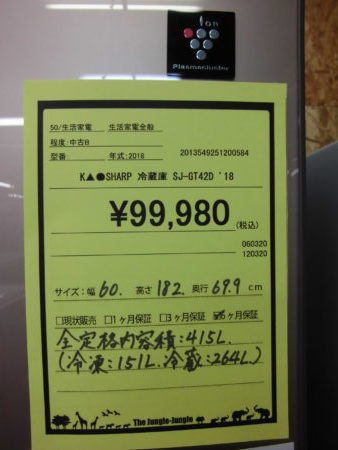 Ion
Plasmacluster
50/生活家電 生活家電全般
程度:中古B
型番 年式:2018 2013549251200584
K▲●SHARP 冷蔵庫 SJ-GT42D '18
¥99,980(税込)
060320
120320
サイズ:幅 60. 高さ 182. 奥行 69.9 cm
□現状販売 □1ヶ月保証 □3ヶ月保証 ☑6ヶ月保証
全定格内容積:415L.
(冷凍:151L.冷蔵:264L.)
The Jungle-Jungle